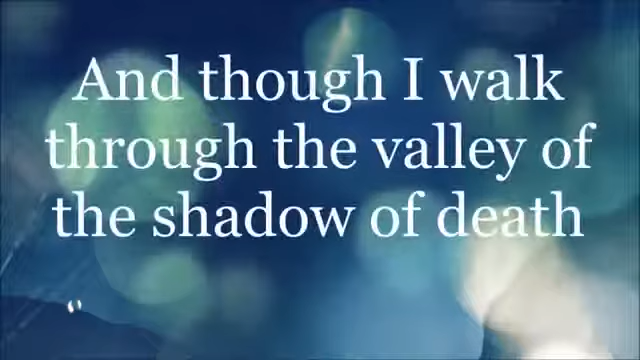 And though I walk
through the valley of
the shadow of death